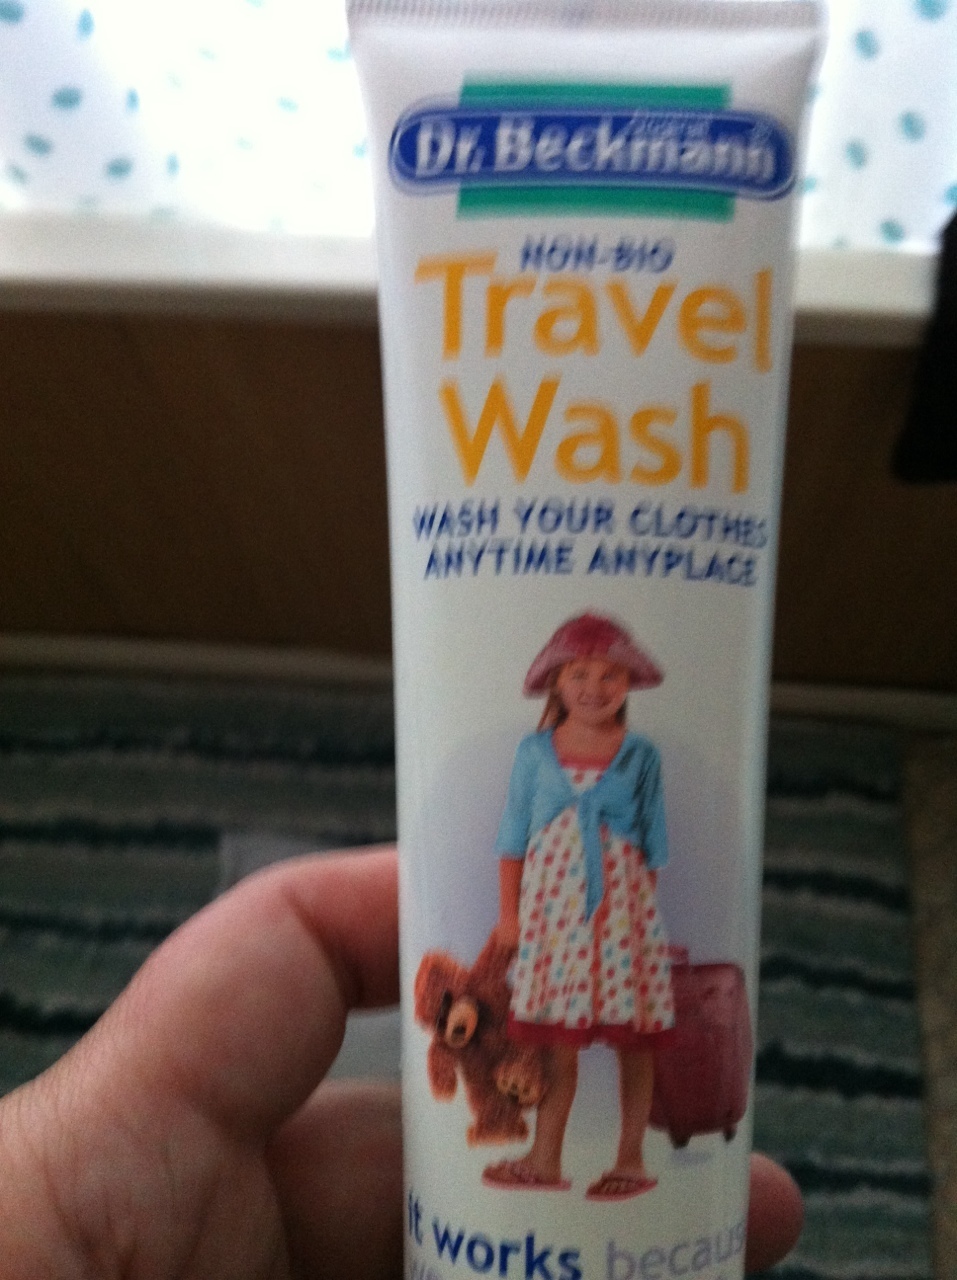 Dr. Beckmann
NON-BIO
Travel
Wash
WASH YOUR CLOTHES
ANYTIME ANYPLACE
it works